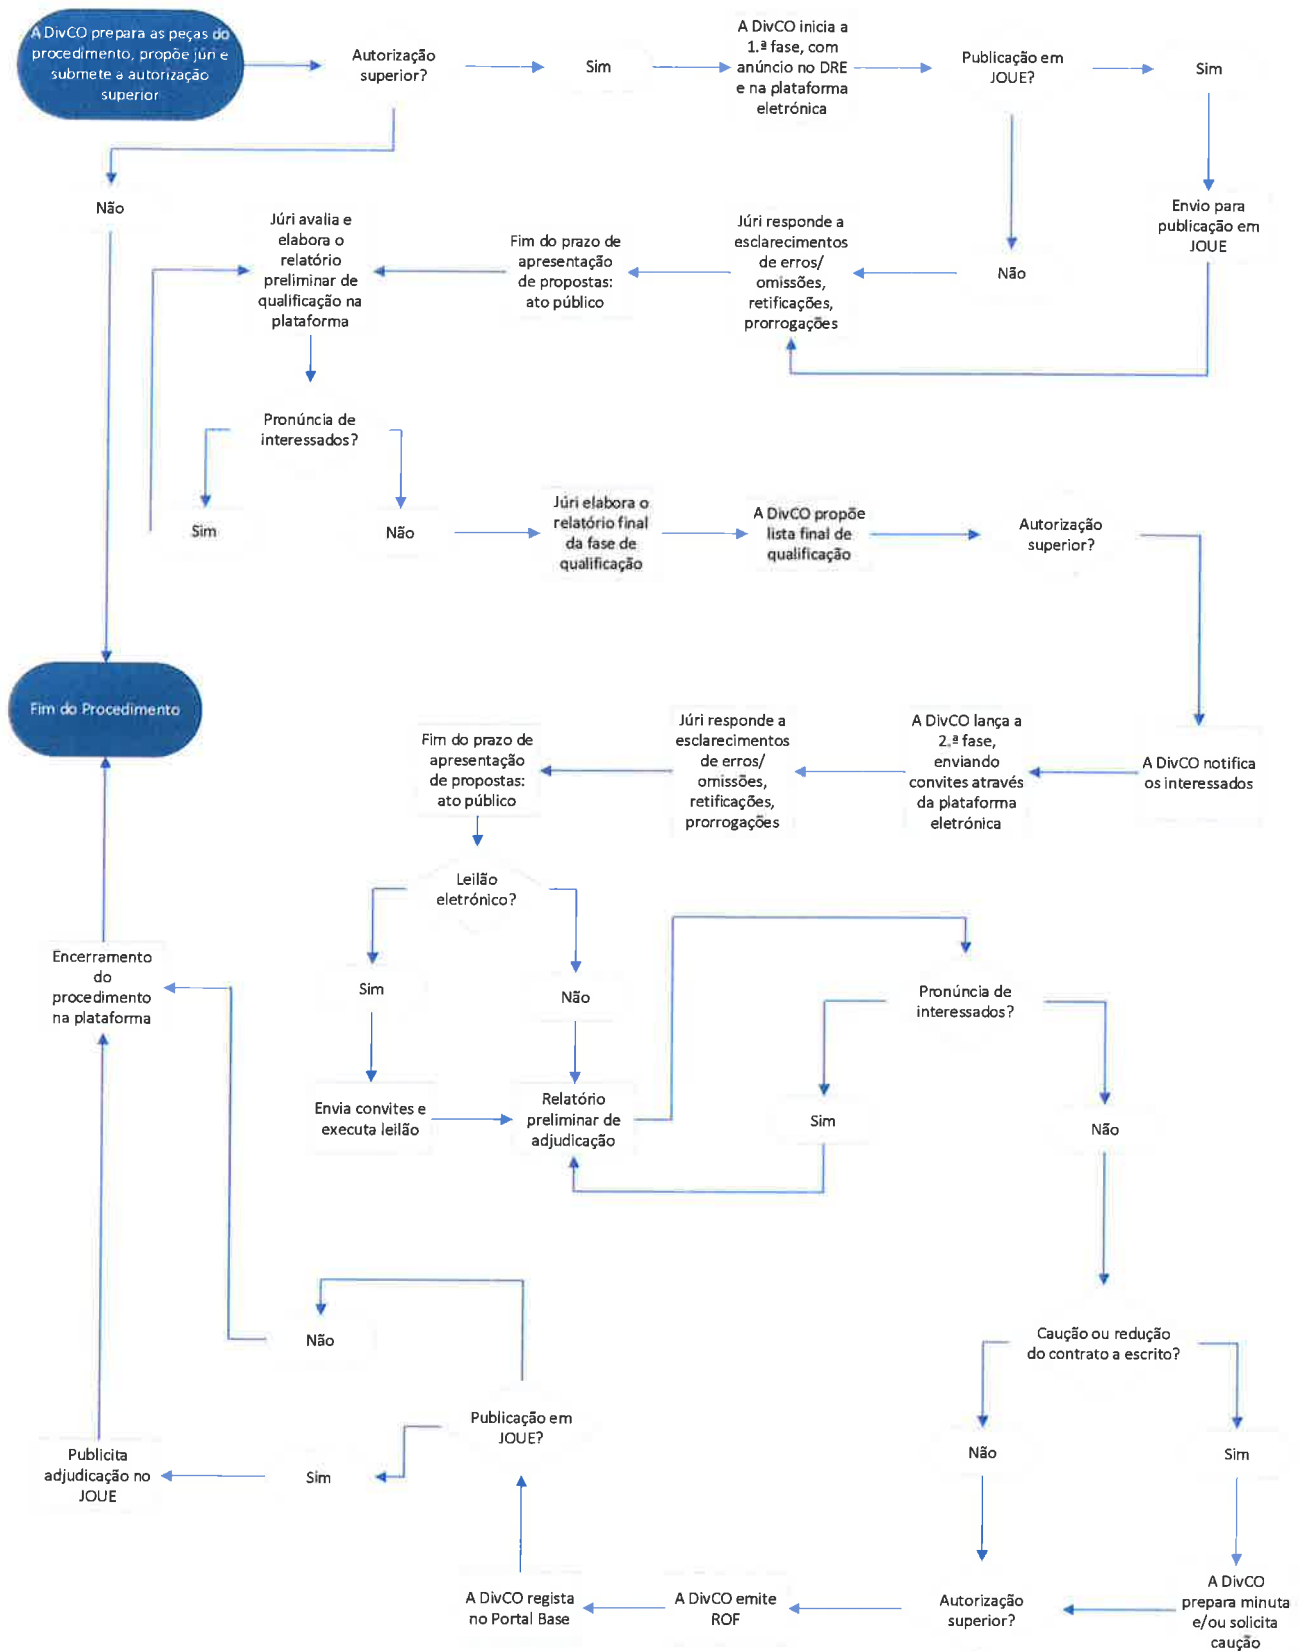 A DivCO prepara as peças do
procedimento, propõe júri e
submete a autorização
superior
Autorização
superior?
Sim
A DivCO inicia a
1.ª fase, com
anúncio no DRE
e na plataforma
eletrónica
Publicação em
JOUE?
Sim
Não
Júri avalia e
elabora o
relatório
preliminar de
qualificação na
plataforma
Fim do prazo de
apresentação
de propostas:
ato público
Júri responde a
esclarecimentos
de erros/
omissões,
retificações,
prorrogações
Não
Envio para
publicação em
JOUE
Pronúncia de
interessados?
Sim
Não
Júri elabora o
relatório final
da fase de
qualificação
A DivCO propõe
lista final de
qualificação
Autorização
superior?
Fim do Procedimento
Fim do prazo de
apresentação
de propostas:
ato público
Júri responde a
esclarecimentos
de erros/
omissões,
retificações,
prorrogações
A DivCO lança a
2.ª fase,
enviando
convites através
da plataforma
eletrónica
A DivCO notifica
os interessados
Leilão
eletrónico?
Encerramento
do
procedimento
na plataforma
Sim
Não
Pronúncia de
interessados?
Envia convites e
executa leilão
Relatório
preliminar de
adjudicação
Sim
Não
Não
Caução ou redução
do contrato a escrito?
Publicação em
JOUE?
Publicita
adjudicação no
JOUE
Sim
Não
Sim
A DivCO regista
no Portal Base
A DivCO emite
ROF
Autorização
superior?
A DivCO
prepara minuta
e/ou solicita
caução